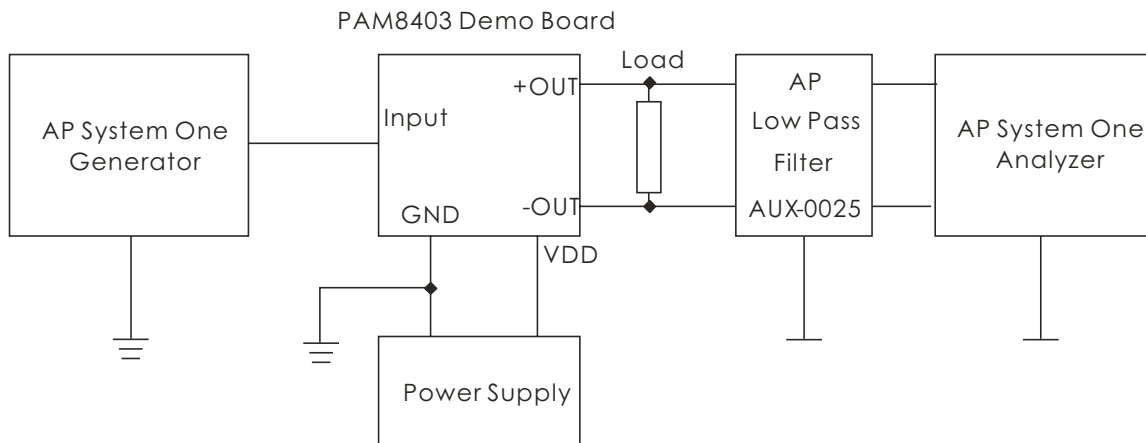 PAM8403 Demo Board
AP System One
Generator
Input
GND
+OUT
-OUT
VDD
Load
AP
Low Pass
Filter
AUX-0025
AP System One
Analyzer
Power Supply